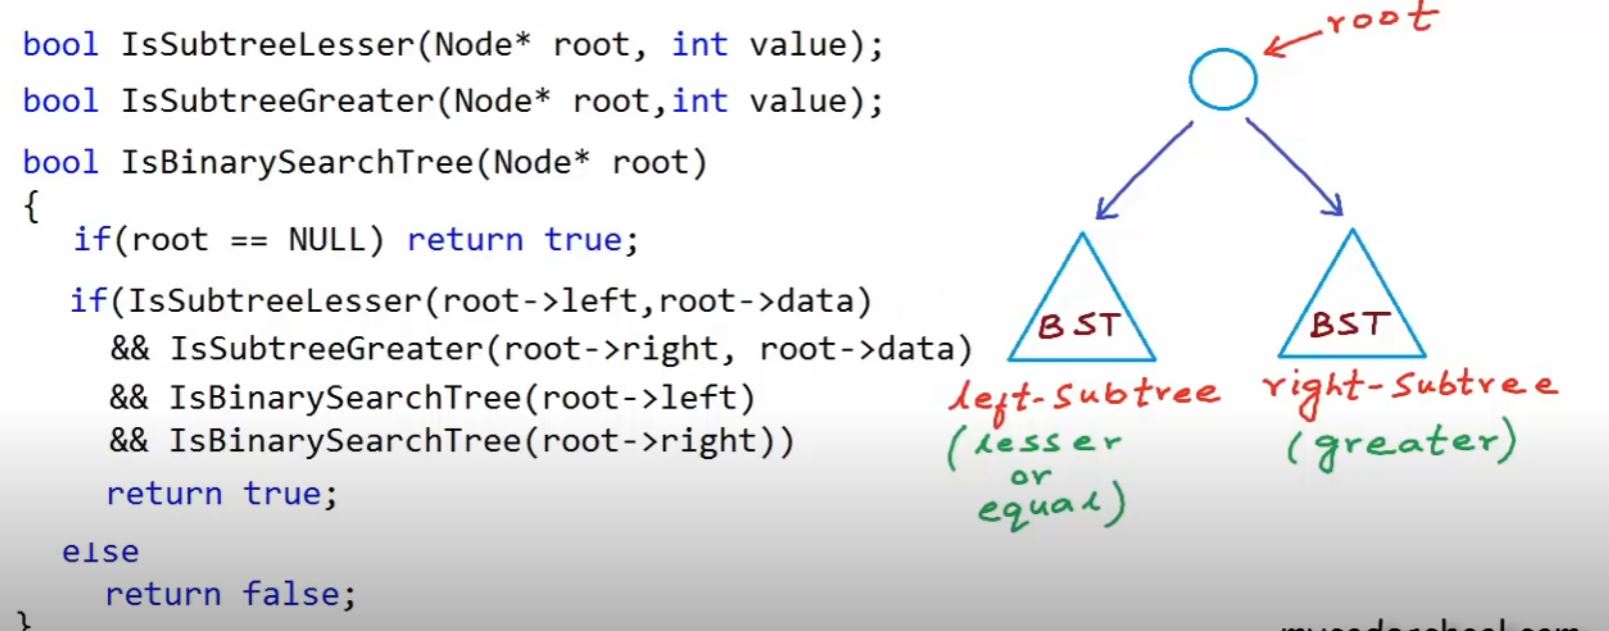 bool IsSubtreeLesser(Node* root, int value);
bool IsSubtreeGreater(Node* root,int value);
bool IsBinarySearchTree(Node* root)
{
if(root == NULL) return true;
if(IsSubtreeLesser(root->left,root->data)
&& IsSubtreeGreater(root->right, root->data)
&& IsBinarySearchTree(root->left)
&& IsBinarySearchTree(root->right))
return true;
else
return false;
}
root
BST
left-subtree
(lesser
or
equal)
BST
right-subtree
(greater)